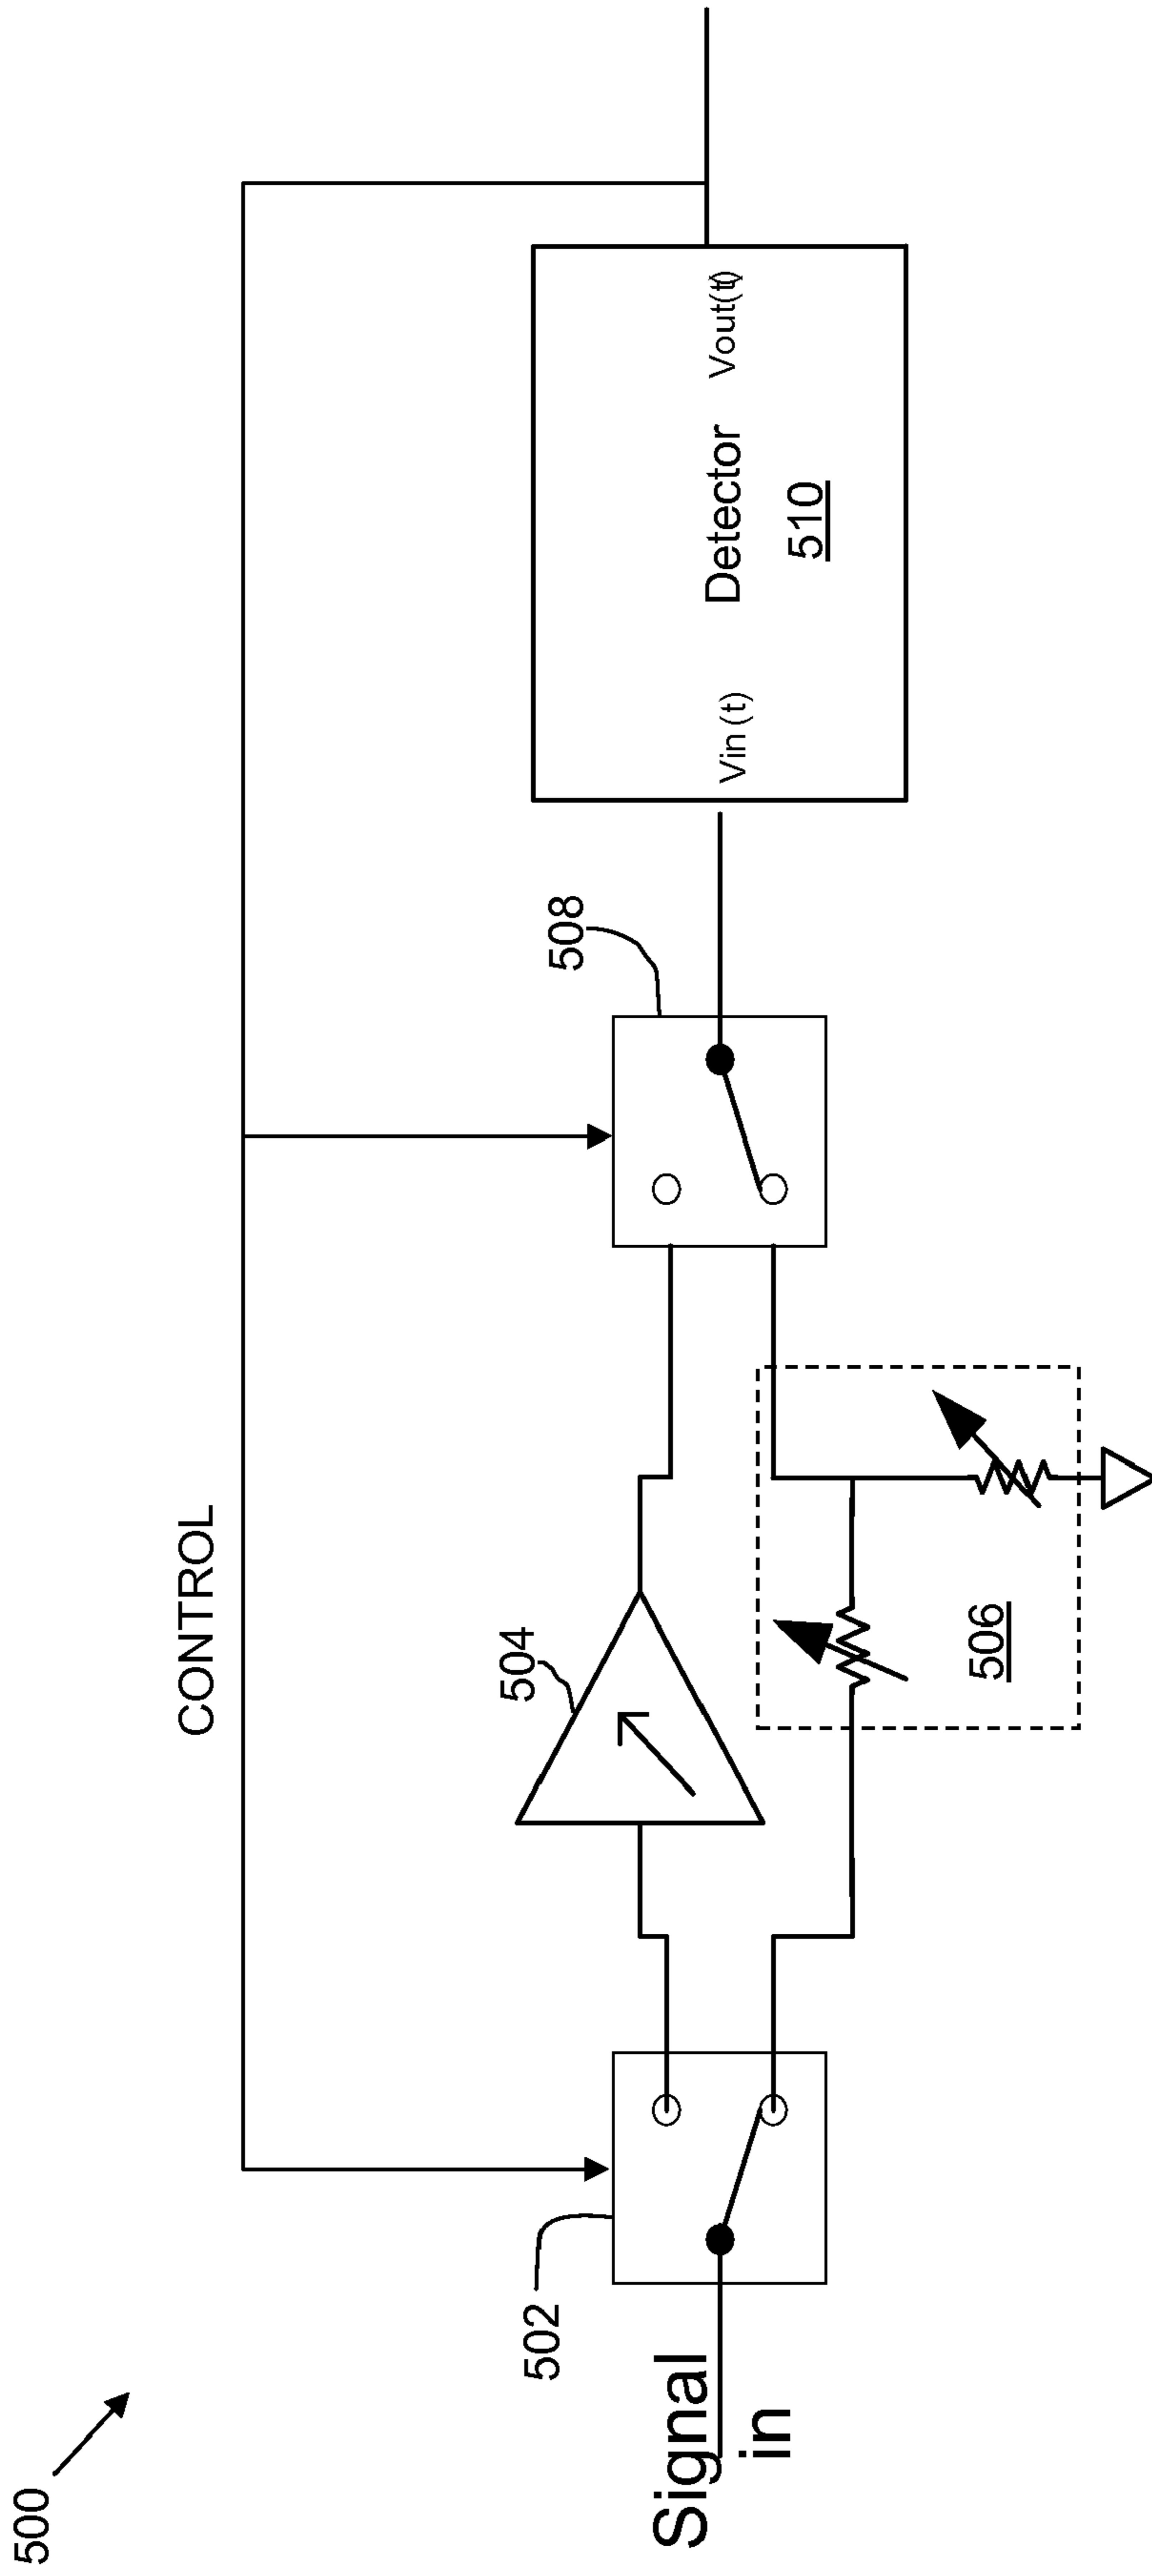 500
CONTROL
502
Signal
in
504
506
508
Vin (t)
Detector
510
Vout(t)